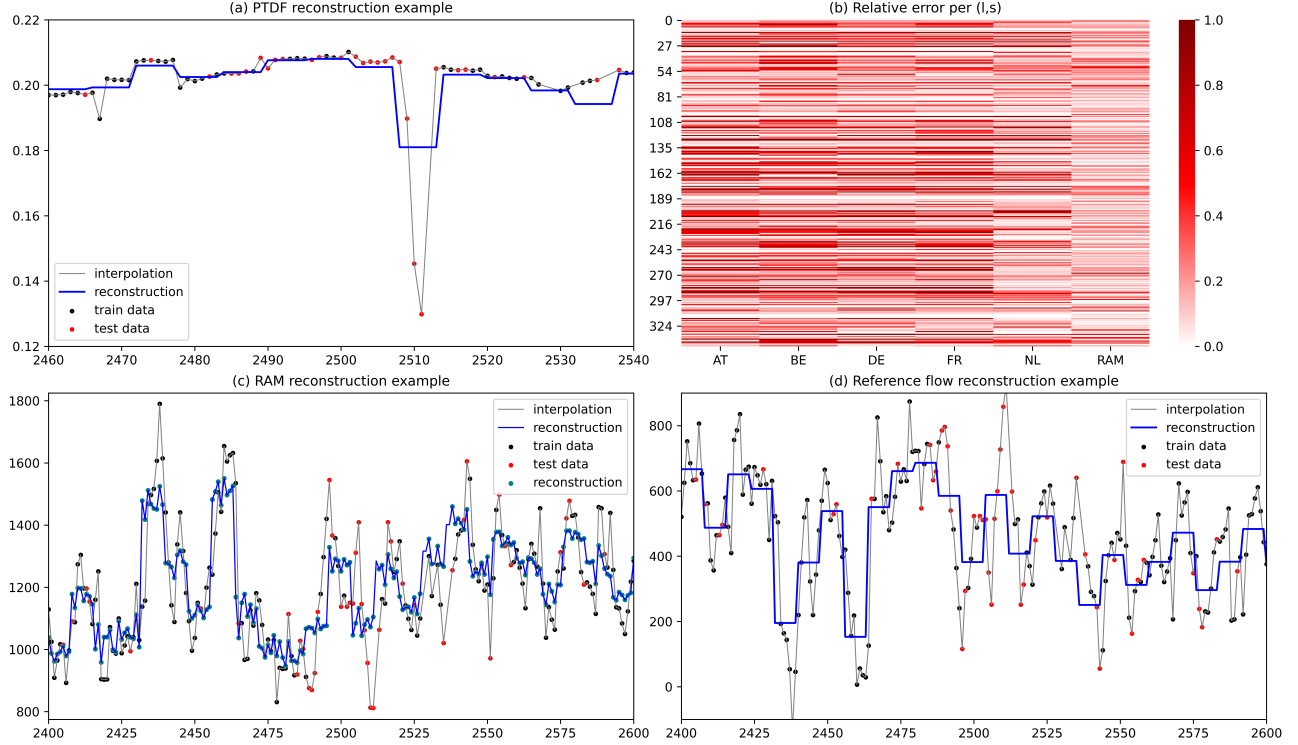 (a) PTDF reconstruction example
0.22
0.20
0.18
0.16
0.14
0.12
interpolation
reconstruction
train data
test data
2460 2470 2480 2490 2500 2510 2520 2530 2540
(b) Relative error per (l,s)
0
27
54
81
108
135
162
189
216
243
270
297
324
AT BE DE FR NL RAM
1.0
0.8
0.6
0.4
0.2
0.0
(c) RAM reconstruction example
1800
1600
1400
1200
1000
800
interpolation
reconstruction
train data
test data
reconstruction
2400 2425 2450 2475 2500 2525 2550 2575 2600
(d) Reference flow reconstruction example
800
600
400
200
0
interpolation
reconstruction
train data
test data
2400 2425 2450 2475 2500 2525 2550 2575 2600